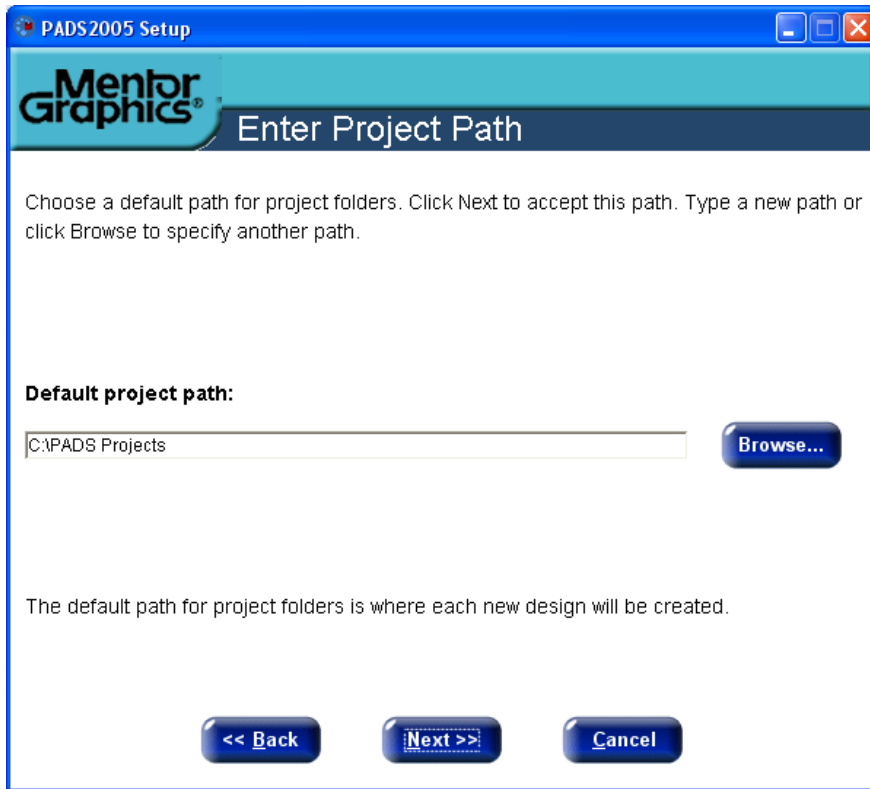 PADS2005 Setup
Mentor
Graphics®
Enter Project Path
Choose a default path for project folders. Click Next to accept this path. Type a new path or
click Browse to specify another path.
Default project path:
C:\PADS Projects
Browse...
The default path for project folders is where each new design will be created.
<< Back
Next >>
Cancel